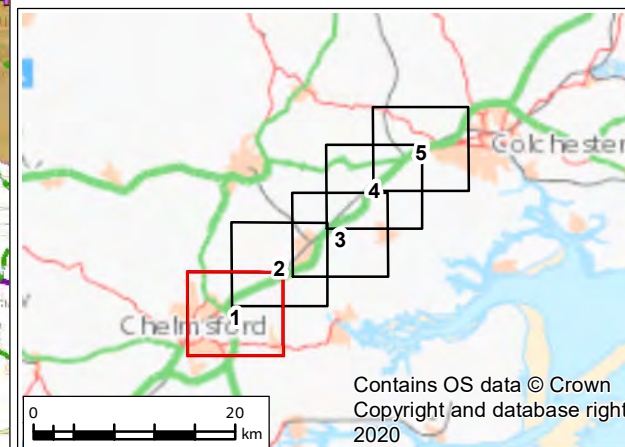 Colchester
5
4
3
2
1
Chelmsford
0 20
km
Contains OS data © Crown
Copyright and database right
2020